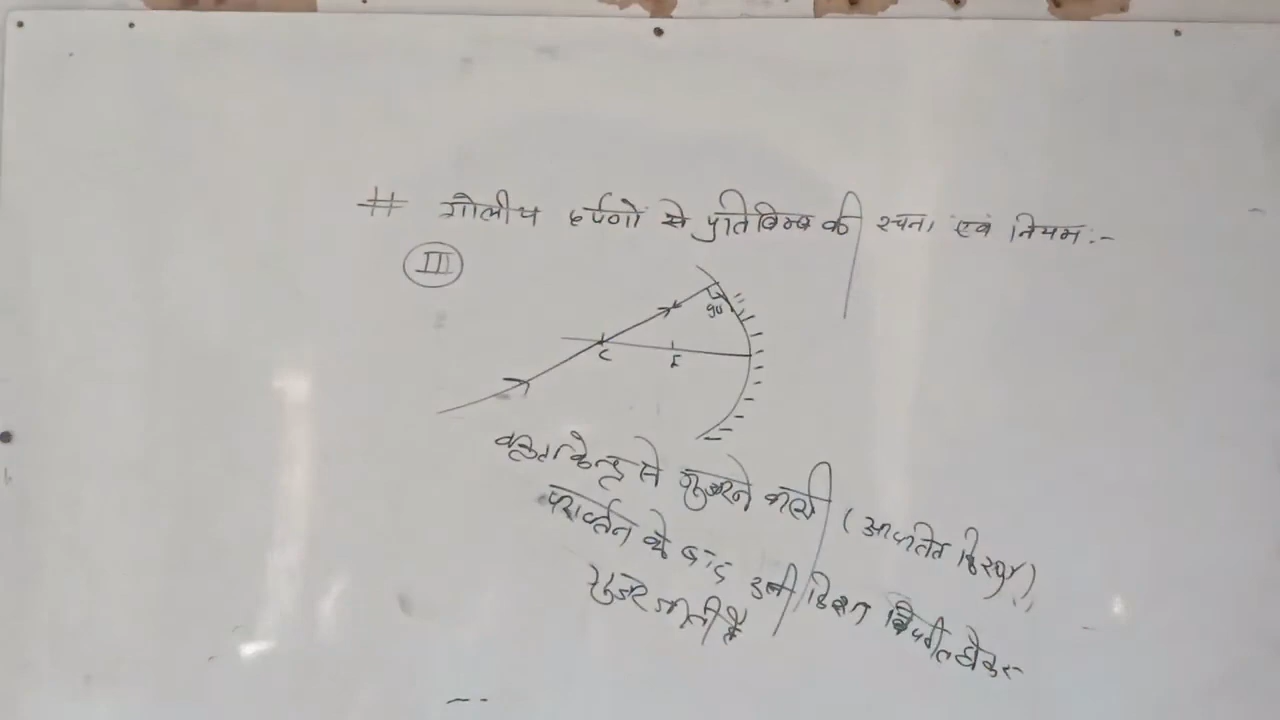 # गोलीय दर्पणों से प्रतिबिम्ब की रचना एवं नियम :-
III
90
C
F
वक्रता केन्द्र से गुजरने वाली (आपतित किरण)
परावर्तन के बाद उसी दिशा विपरीत होकर
गुजर जाती है